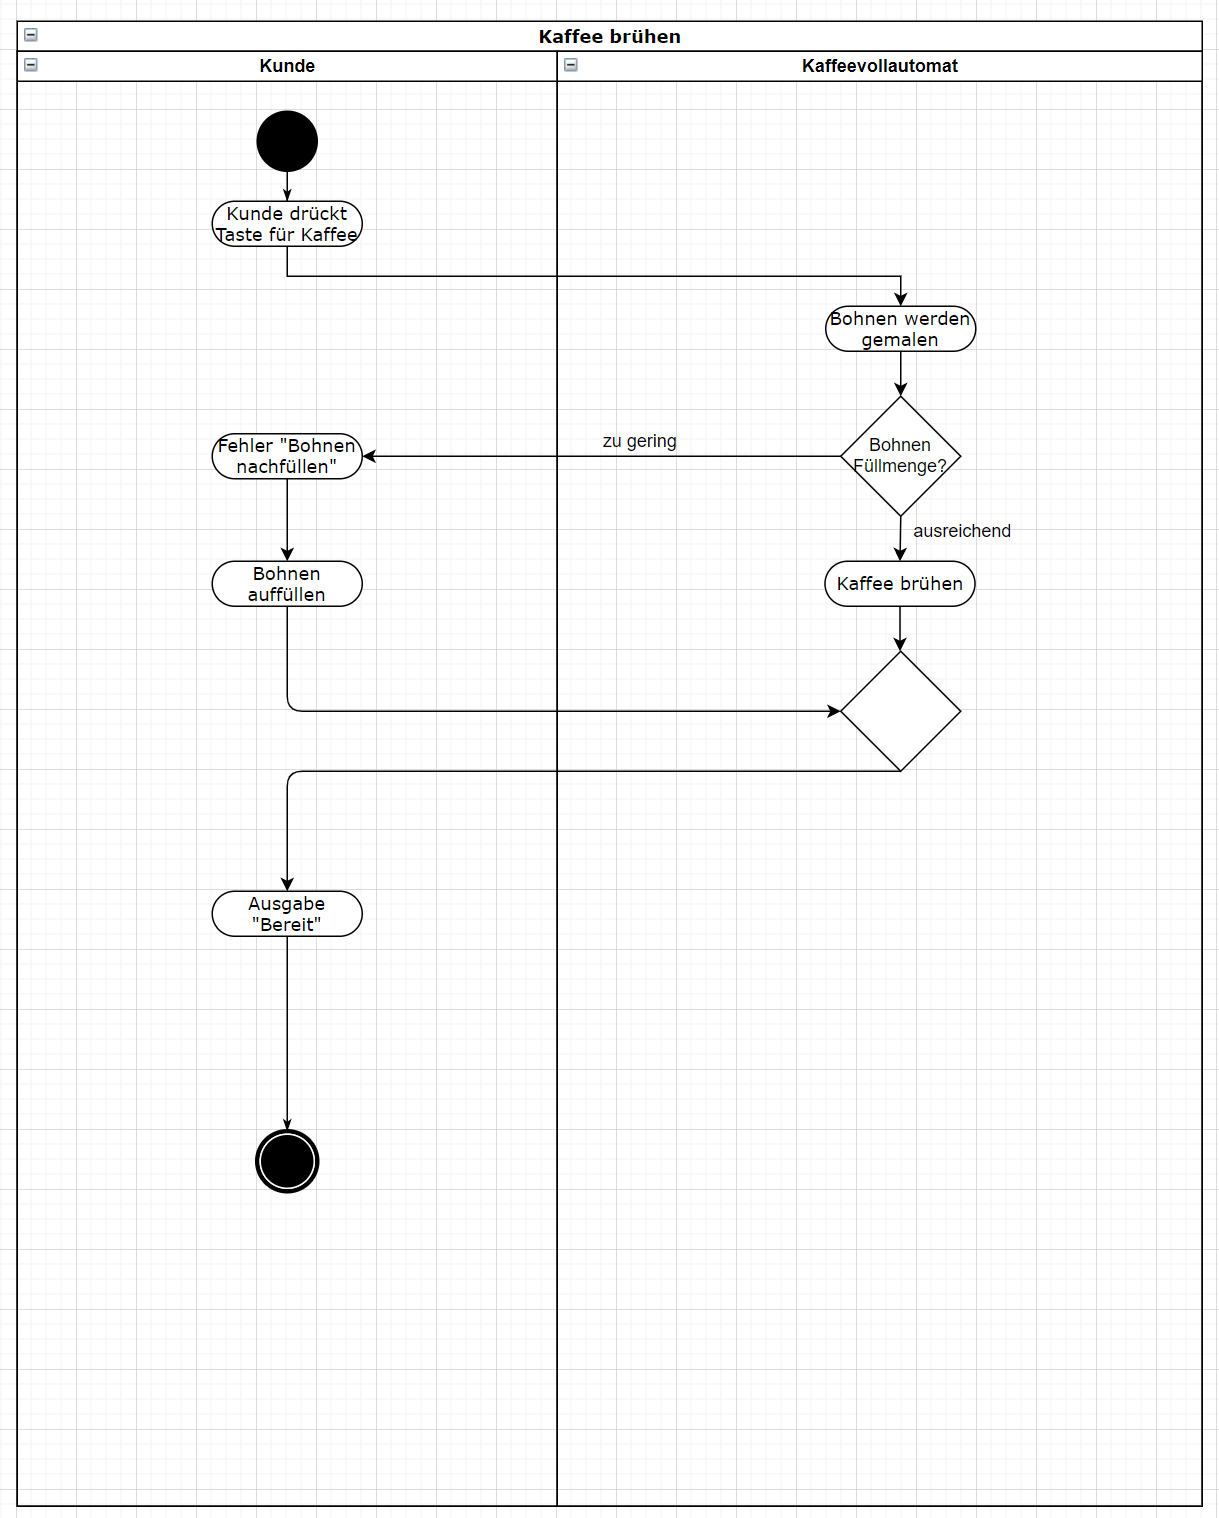 Kaffee brühen
Kunde
Kaffeevollautomat
Kunde drückt
Taste für Kaffee
Bohnen werden
gemalen
Bohnen
Füllmenge?
zu gering
Fehler "Bohnen
nachfüllen"
ausreichend
Bohnen
auffüllen
Kaffee brühen
Ausgabe
"Bereit"